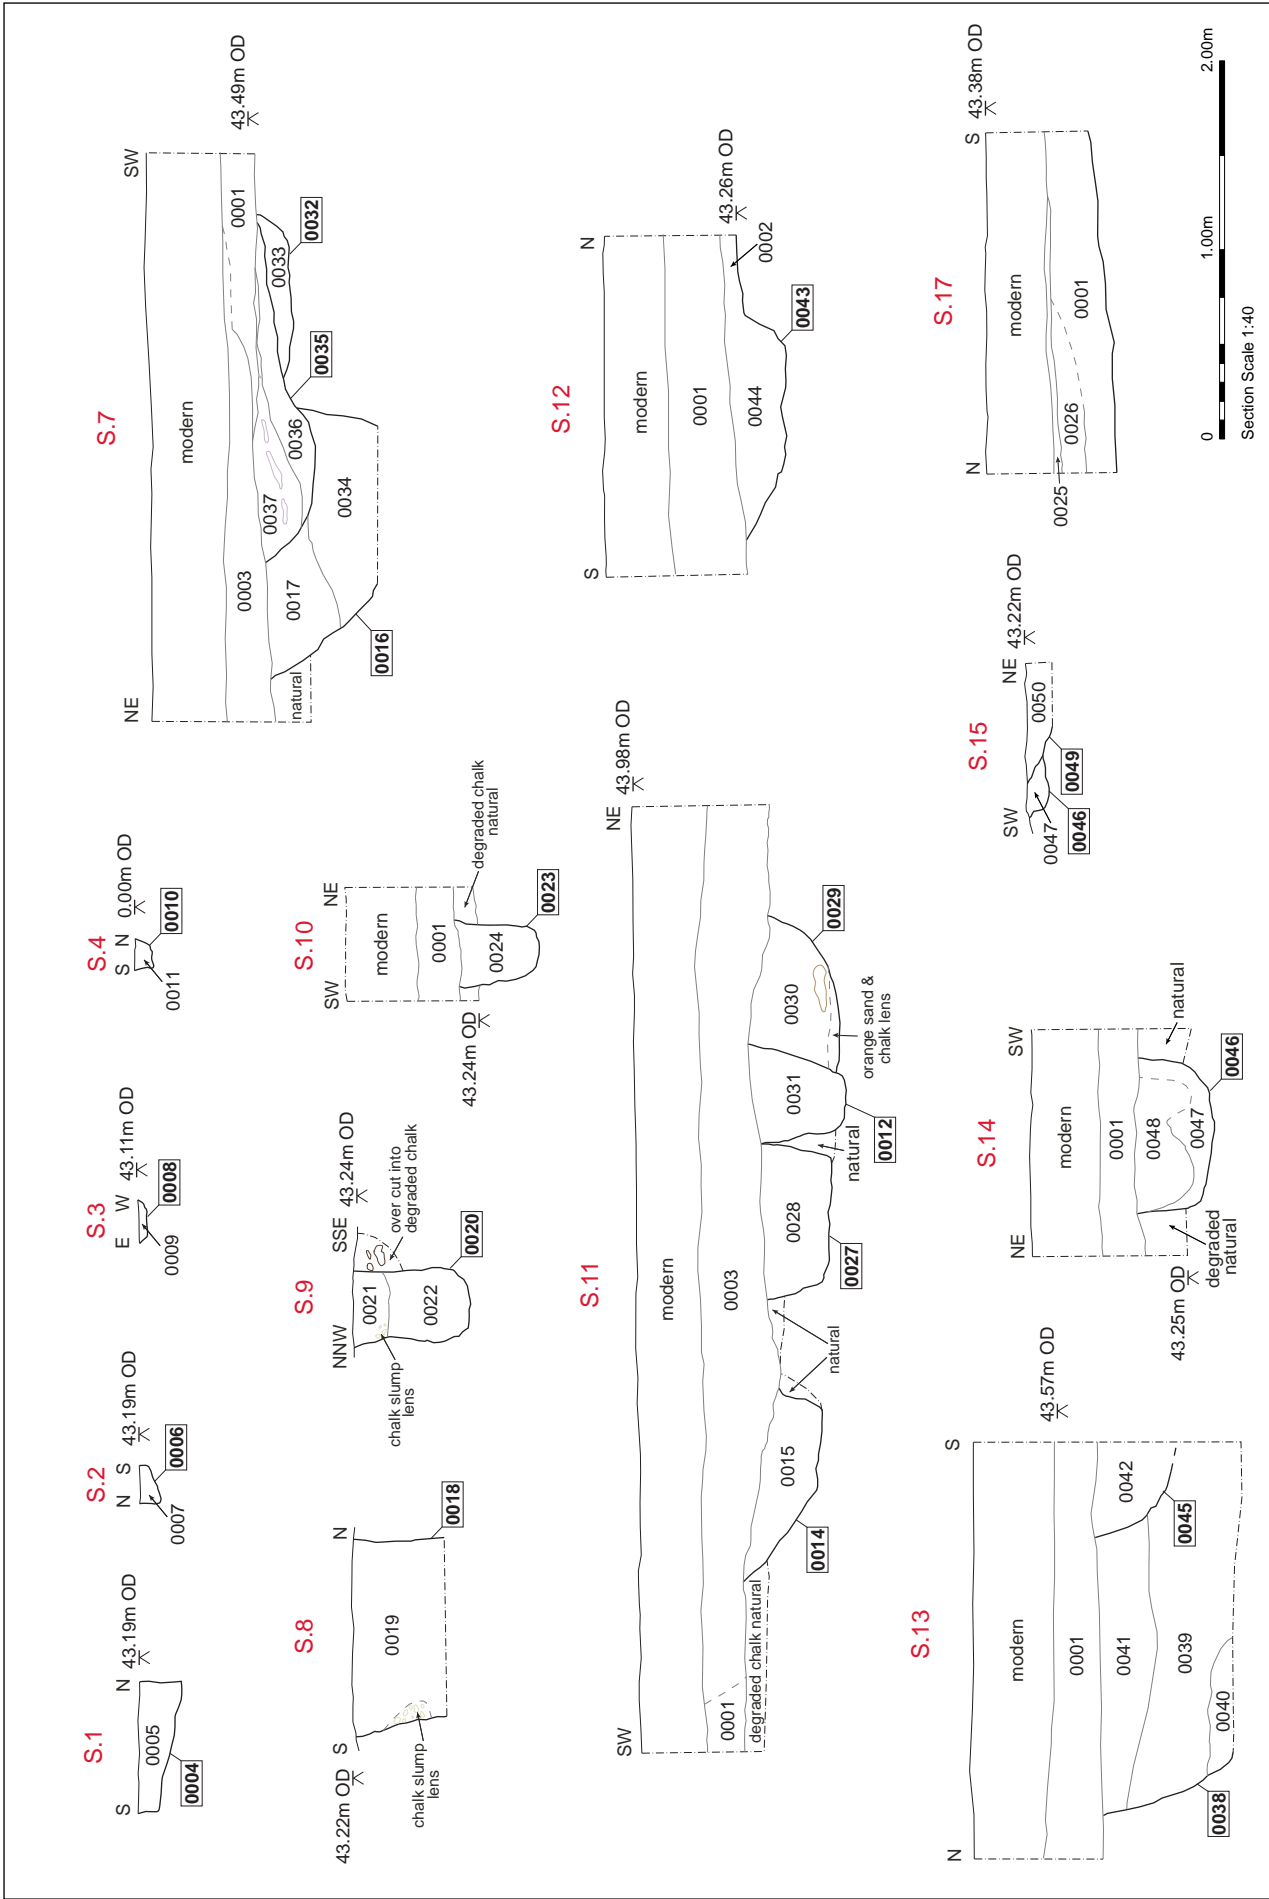 S.1
S
N
43.19m OD
0005
0004
S.2
N
S
43.19m OD
0007
0006
S.3
E
W
43.11m OD
0009
0008
S.4
S
N
0.00m OD
0011
0010
S.7
NE
SW
43.49m OD
modern
0001
0003
0033
0032
0035
0036
0037
0034
0017
0016
natural
S.8
S
N
43.22m OD
0019
0018
chalk slump
lens
S.9
NNW
SSE
43.24m OD
0021
0022
0020
over cut into
degraded chalk
chalk slump
lens
S.10
SW
NE
43.24m OD
modern
0001
0024
0023
degraded chalk
natural
S.11
SW
NE
43.98m OD
modern
0003
0001
degraded chalk natural
0015
0014
natural
0028
0027
natural
0031
0012
0030
0029
orange sand &
chalk lens
S.12
S
N
43.26m OD
modern
0001
0002
0044
0043
S.13
N
S
43.57m OD
modern
0001
0041
0042
0045
0039
0040
0038
S.14
NE
SW
43.25m OD
modern
0001
0048
0047
0046
natural
degraded
natural
S.15
SW
NE
43.22m OD
0047
0046
0049
0050
S.17
N
S
43.38m OD
modern
0025
0026
0001
0
1.00m
2.00m
Section Scale 1:40